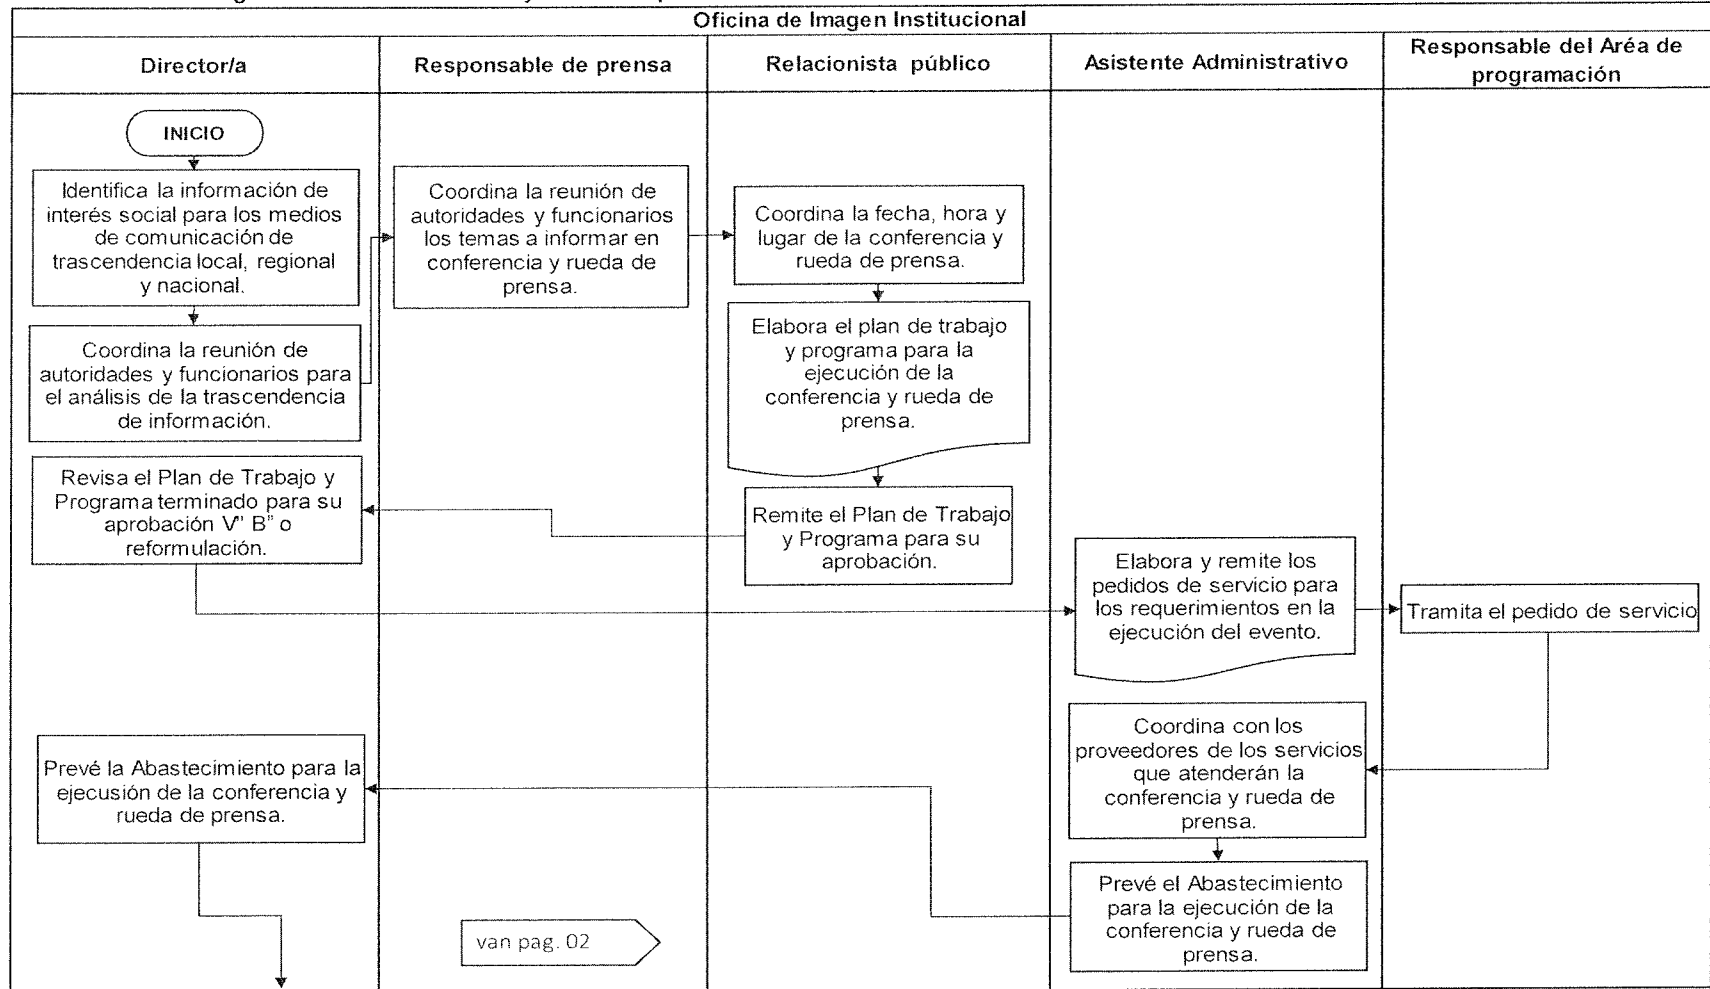 Oficina de Imagen Institucional
Director/a
Responsable de prensa
Relacionista público
Asistente Administrativo
Responsable del Aréa de
programación
INICIO
Identifica la información de
interés social para los medios
de comunicación de
trascendencia local, regional
y nacional.
Coordina la reunión de
autoridades y funcionarios
los temas a informar en
conferencia y rueda de
prensa.
Coordina la fecha, hora y
lugar de la conferencia y
rueda de prensa.
Coordina la reunión de
autoridades y funcionarios para
el análisis de la trascendencia
de información.
Elabora el plan de trabajo
y programa para la
ejecución de la
conferencia y rueda de
prensa.
Revisa el Plan de Trabajo y
Programa terminado para su
aprobación V" B" o
reformulación.
Remite el Plan de Trabajo
y Programa para su
aprobación.
Elabora y remite los
pedidos de servicio para
los requerimientos en la
ejecución del evento.
Tramita el pedido de servicio
Coordina con los
proveedores de los servicios
que atenderán la
conferencia y rueda de
prensa.
Prevé la Abastecimiento para la
ejecusión de la conferencia y
rueda de prensa.
Prevé el Abastecimiento
para la ejecución de la
conferencia y rueda de
prensa.
van pag. 02